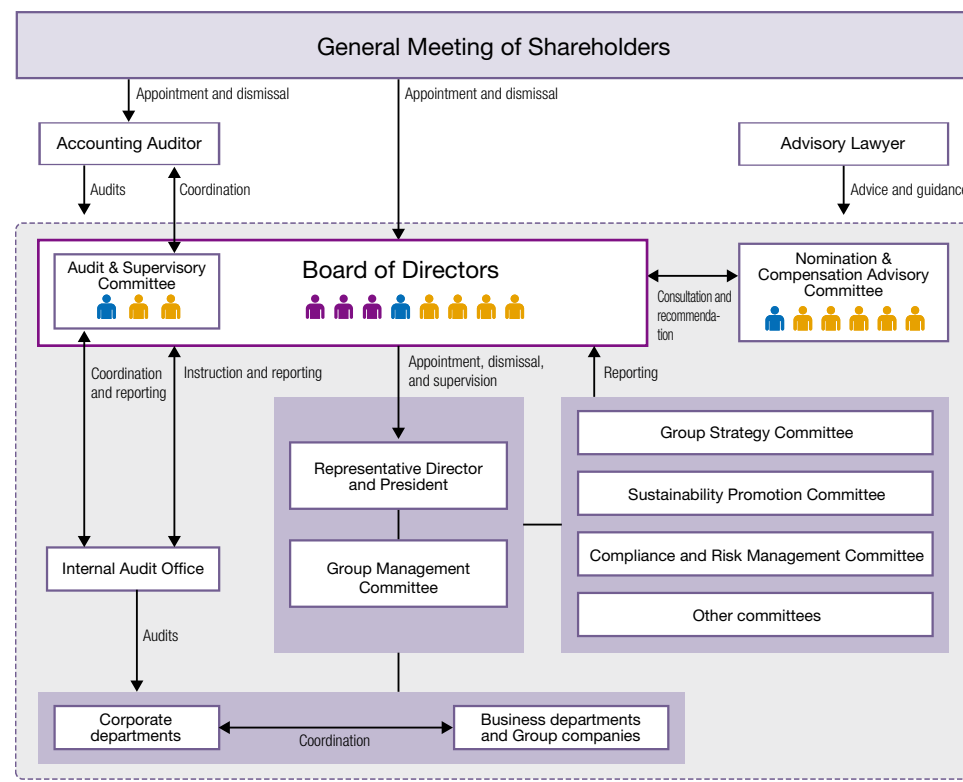 General Meeting of Shareholders
Appointment and dismissal
Appointment and dismissal
Accounting Auditor
Advisory Lawyer
Audits
Coordination
Advice and guidance
Audit & Supervisory
Committee
Board of Directors
Nomination &
Compensation Advisory
Committee
Consultation and
recommenda-
tion
Coordination
and reporting
Instruction and reporting
Appointment, dismissal,
and supervision
Reporting
Representative Director
and President
Group Management
Committee
Group Strategy Committee
Sustainability Promotion Committee
Compliance and Risk Management Committee
Other committees
Internal Audit Office
Audits
Corporate
departments
Coordination
Business departments
and Group companies